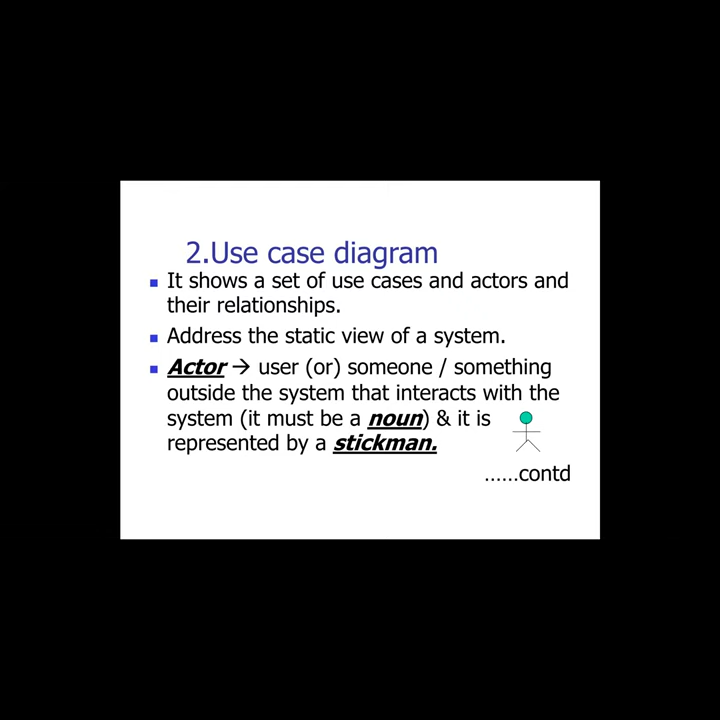 2.Use case diagram
It shows a set of use cases and actors and
their relationships.
Address the static view of a system.
Actor → user (or) someone / something
outside the system that interacts with the
system (it must be a noun) & it is
represented by a stickman.
......contd